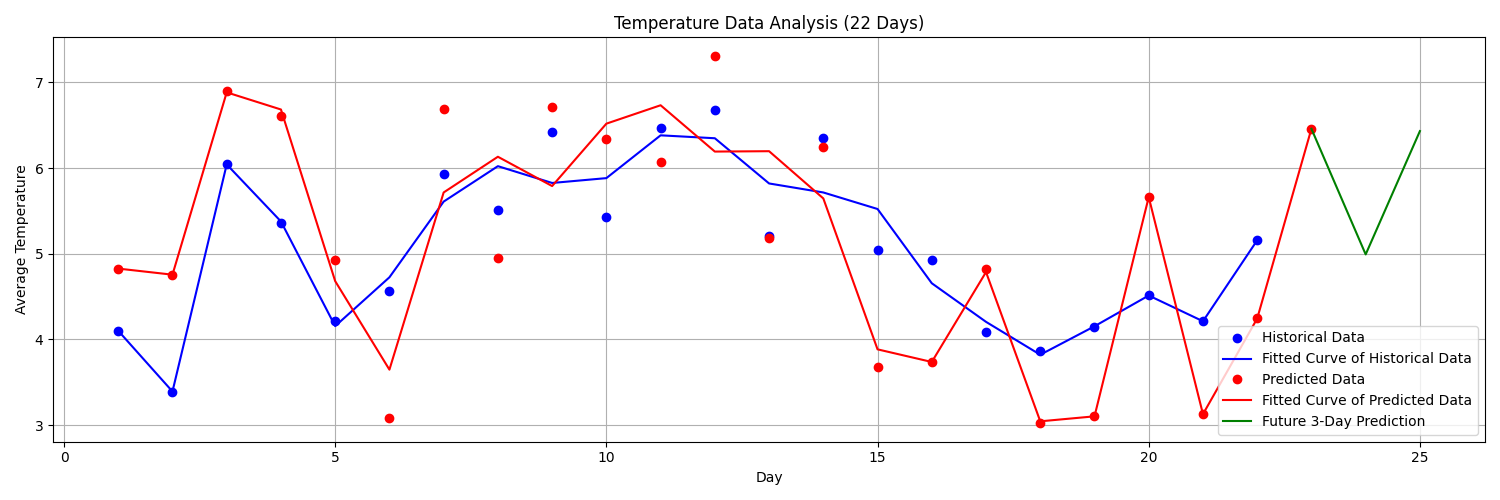 Temperature Data Analysis (22 Days)
Average Temperature
7
6
5
4
3
0
5
10
15
20
25
Day
Historical Data
Fitted Curve of Historical Data
Predicted Data
Fitted Curve of Predicted Data
Future 3-Day Prediction